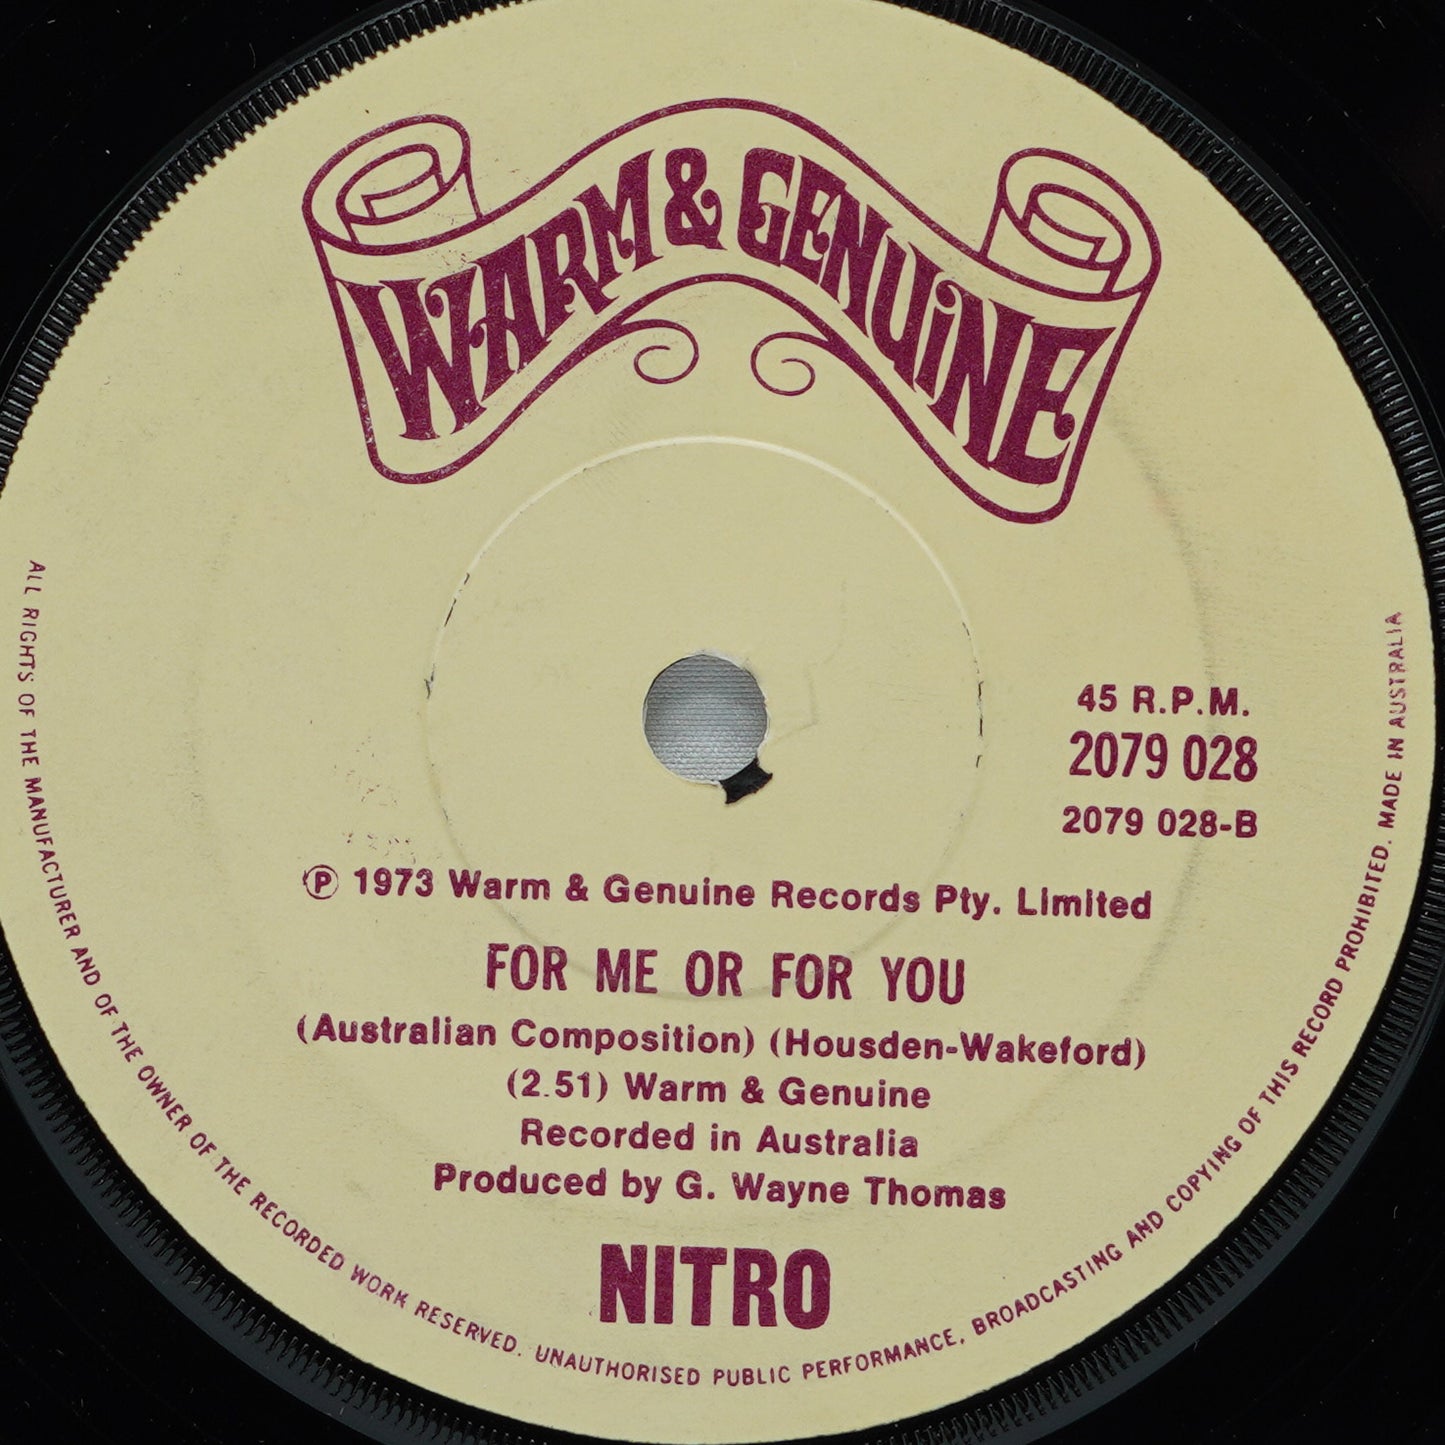 WARM & GENUINE
45 R.P.M.
2079 028
2079 028-B
Ⓟ 1973 Warm & Genuine Records Pty. Limited
FOR ME OR FOR YOU
(Australian Composition) (Housden-Wakeford)
(2.51) Warm & Genuine
Recorded in Australia
Produced by G. Wayne Thomas
NITRO
ALL RIGHTS OF THE MANUFACTURER AND OF THE OWNER OF THE RECORDED WORK RESERVED. UNAUTHORISED PUBLIC PERFORMANCE, BROADCASTING AND COPYING OF THIS RECORD PROHIBITED. MADE IN AUSTRALIA